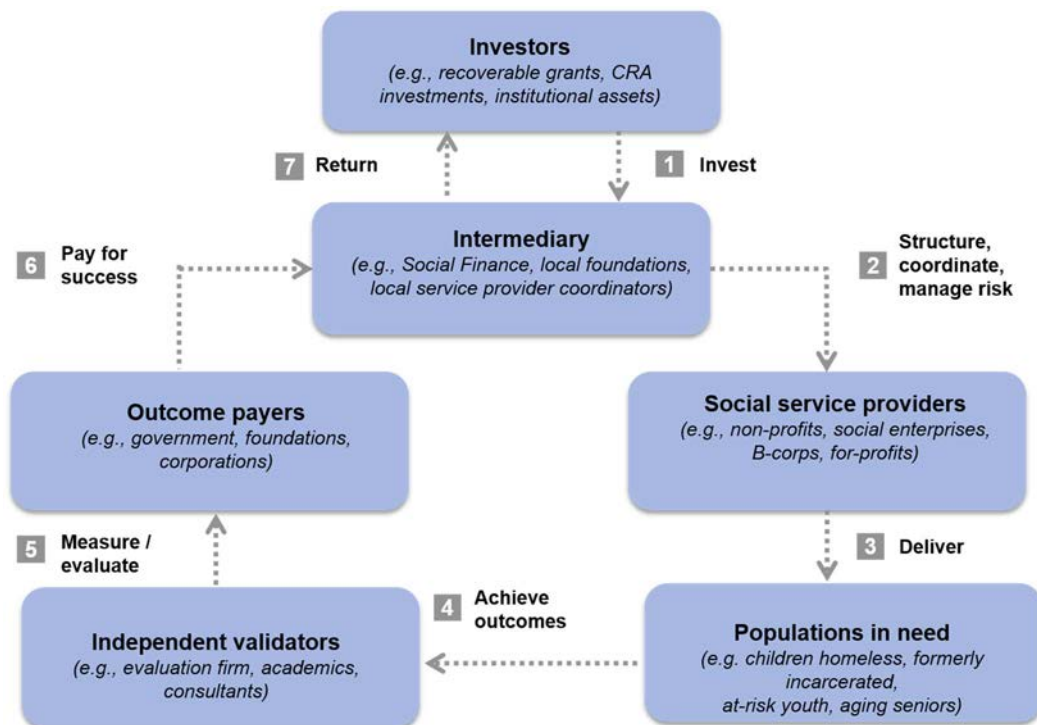 Investors
(e.g., recoverable grants, CRA
investments, institutional assets)
7 Return
1 Invest
Intermediary
(e.g., Social Finance, local foundations,
local service provider coordinators)
6 Pay for
success
2 Structure,
coordinate,
manage risk
Outcome payers
(e.g., government, foundations,
corporations)
Social service providers
(e.g., non-profits, social enterprises,
B-corps, for-profits)
5 Measure /
evaluate
3 Deliver
4 Achieve
outcomes
Independent validators
(e.g., evaluation firm, academics,
consultants)
Populations in need
(e.g. children homeless, formerly
incarcerated,
at-risk youth, aging seniors)